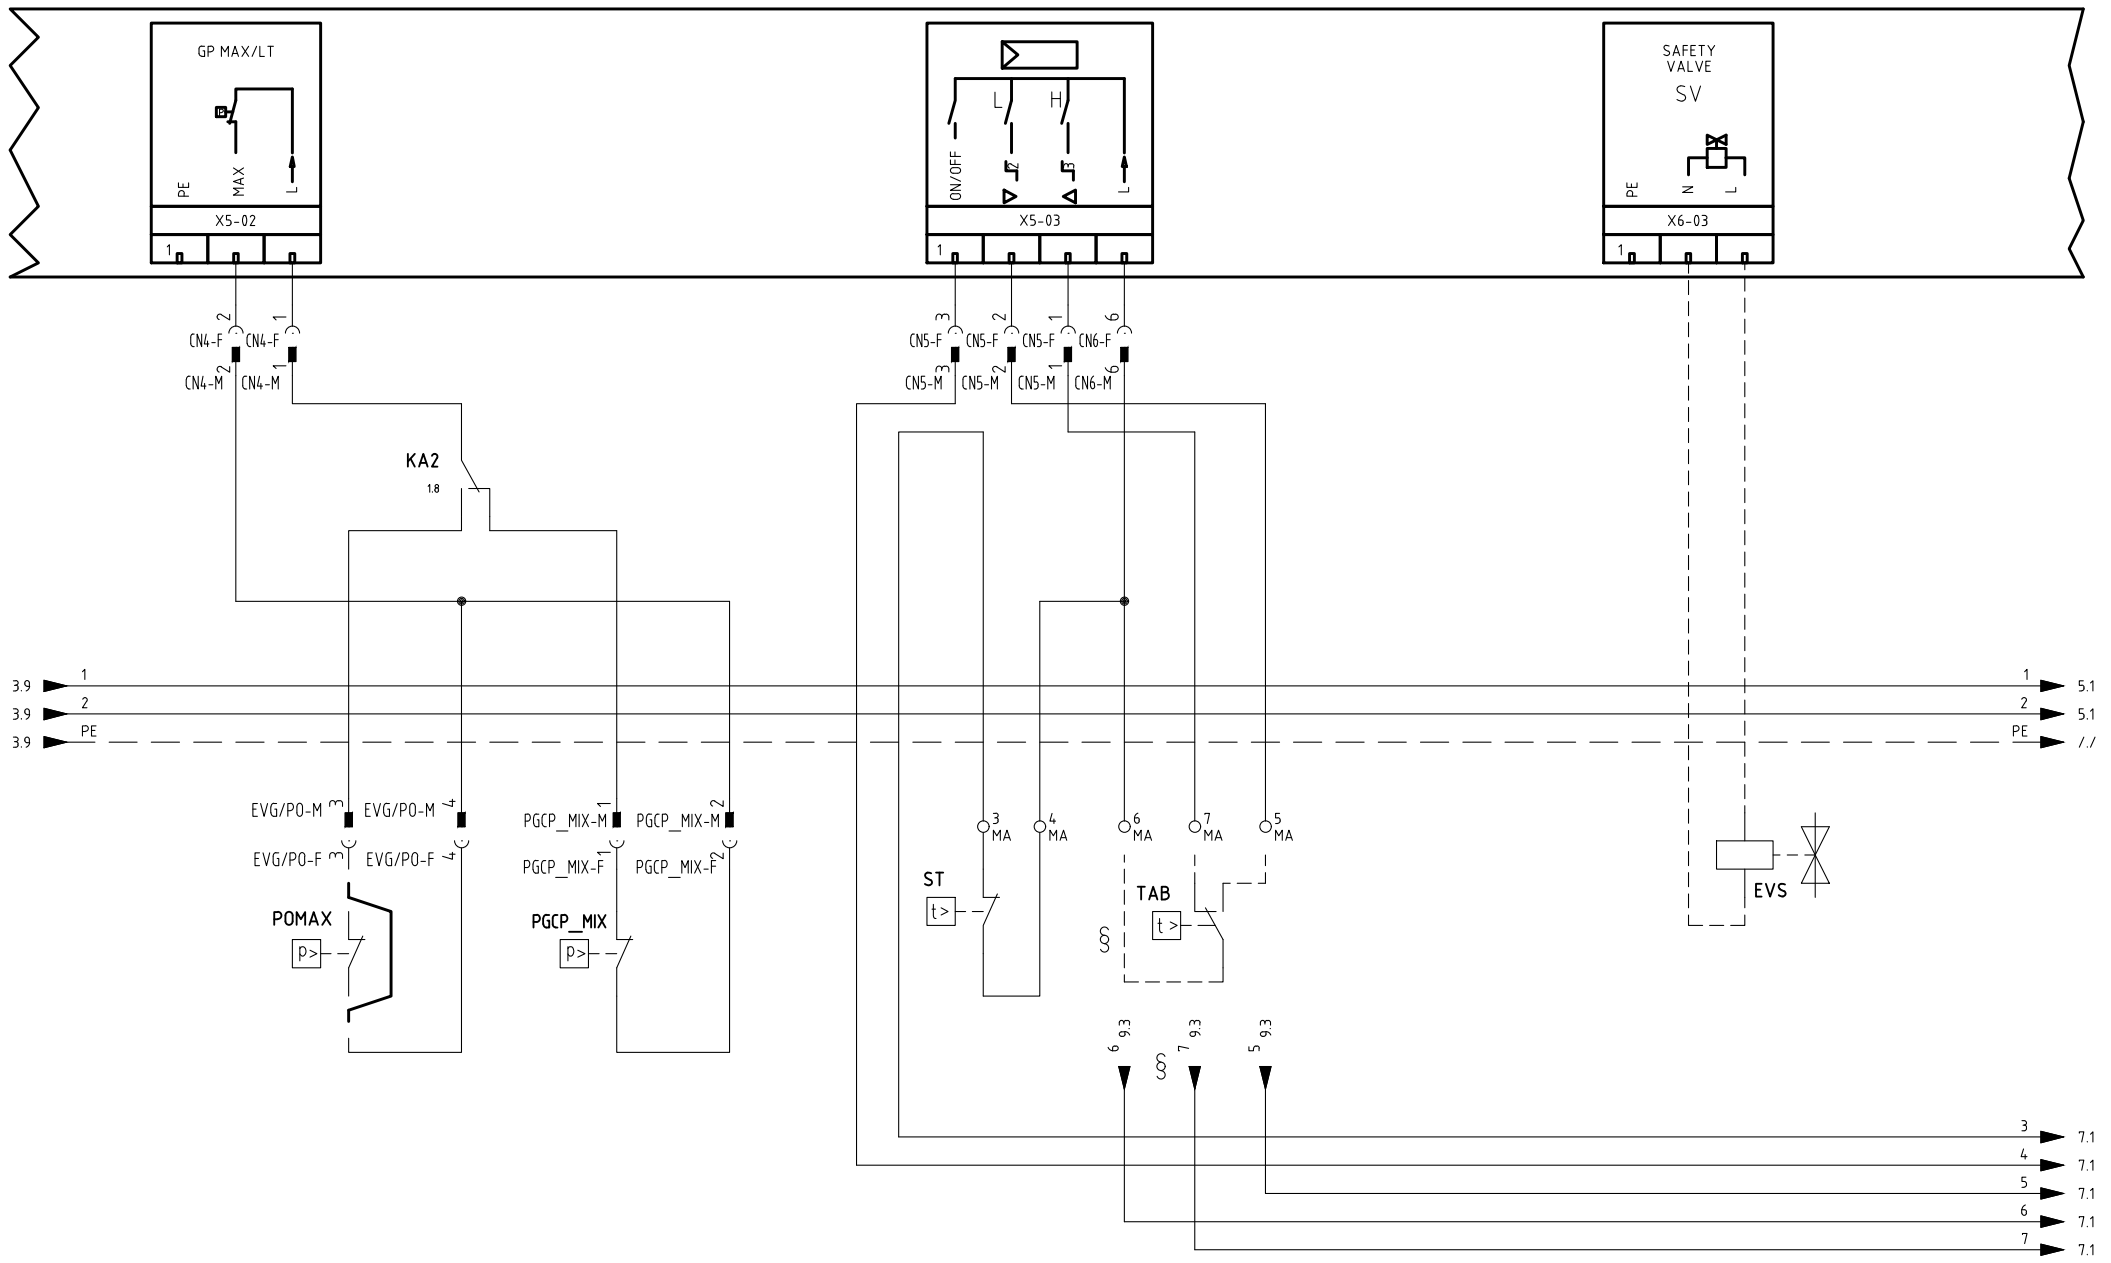 GP MAX/LT
SAFETY
VALVE
SV
L H
P
2 3
PE MAX L
ON/OFF L
PE N L
X5-02 X5-03 X6-03
1 1 1
2 1 3 2 1 6
CN4-F CN4-F CN5-F CN5-F CN5-F CN6-F
2 1 3 2 1 6
CN4-M CN4-M CN5-M CN5-M CN5-M CN6-M
KA2
1.8
3.9 1 1 5.1
3.9 2 2 5.1
3.9 PE PE /./
EVG/PO-M 3 EVG/PO-M 4 PGCP_MIX-M 1 PGCP_MIX-M 2
3 4 6 7 5
MA MA MA MA MA
EVG/PO-F 3 EVG/PO-F 4 PGCP_MIX-F 1 PGCP_MIX-F 2
ST TAB EVS
t> t>
POMAX PGCP_MIX
p> p>
§
9.3 9.3 9.3
6 § 7 5
3 7.1
4 7.1
5 7.1
6 7.1
7 7.1